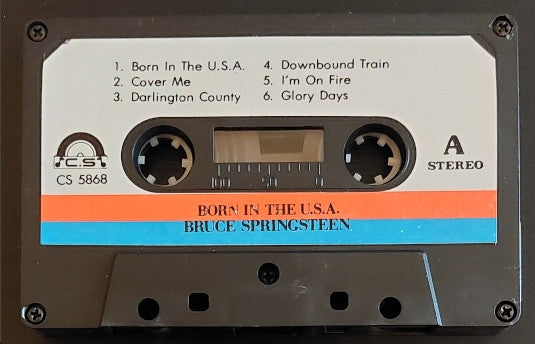 1. Born In The U.S.A.
2. Cover Me
3. Darlington County
4. Downbound Train
5. I'm On Fire
6. Glory Days
C.S
CS 5868
100 50 0
A
STEREO
BORN IN THE U.S.A.
BRUCE SPRINGSTEEN